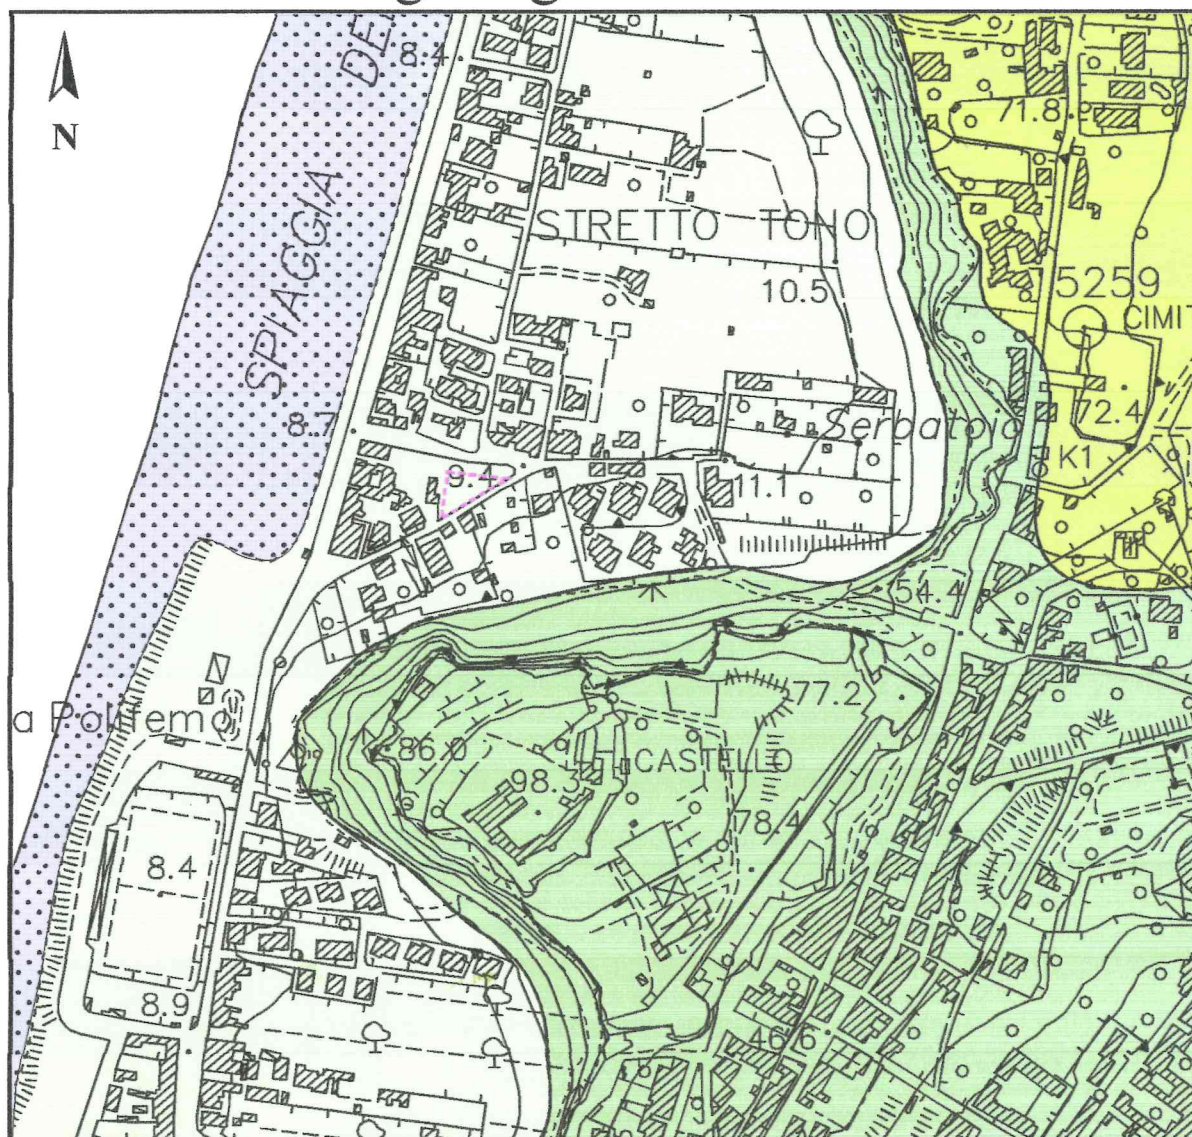 N
8.4
71.8
STRETTO TONO
SPIAGGIA
10.5
5259
CIMIT
8.7
72.4
Serbatoio
K1
9.4
11.1
54.4
77.2
a Polifemo
86.0
CASTELLO
98.3
78.4
8.4
8.9
46.6